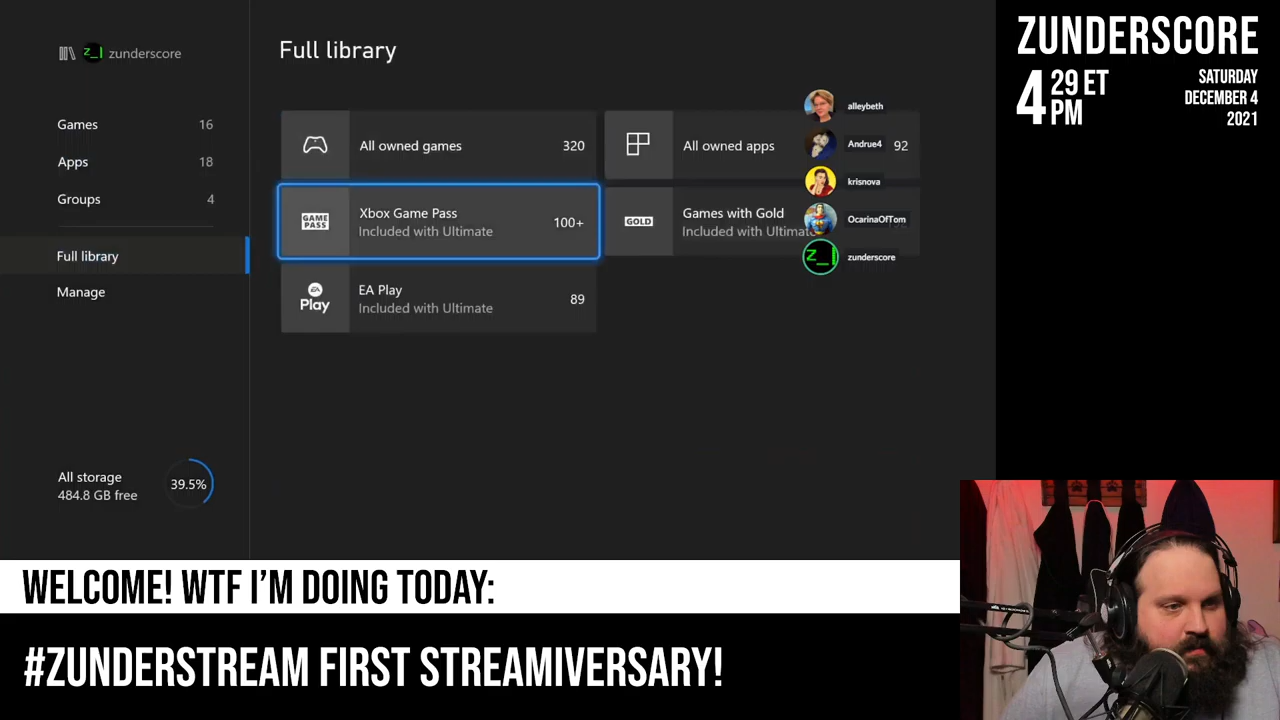 z_| zunderscore
Games 16
Apps 18
Groups 4
Full library
Manage
All storage
484.8 GB free
39.5%
Full library
All owned games 320
All owned apps 92
GAME PASS
Xbox Game Pass
Included with Ultimate
100+
GOLD
Games with Gold
Included with Ultimate
EA
Play
EA Play
Included with Ultimate
89
alleybeth
Andrue4
krisnova
OcarinaOfTom
z_|
zunderscore
ZUNDERSCORE
4 29 ET
PM
SATURDAY
DECEMBER 4
2021
WELCOME! WTF I'M DOING TODAY:
#ZUNDERSTREAM FIRST STREAMIVERSARY!